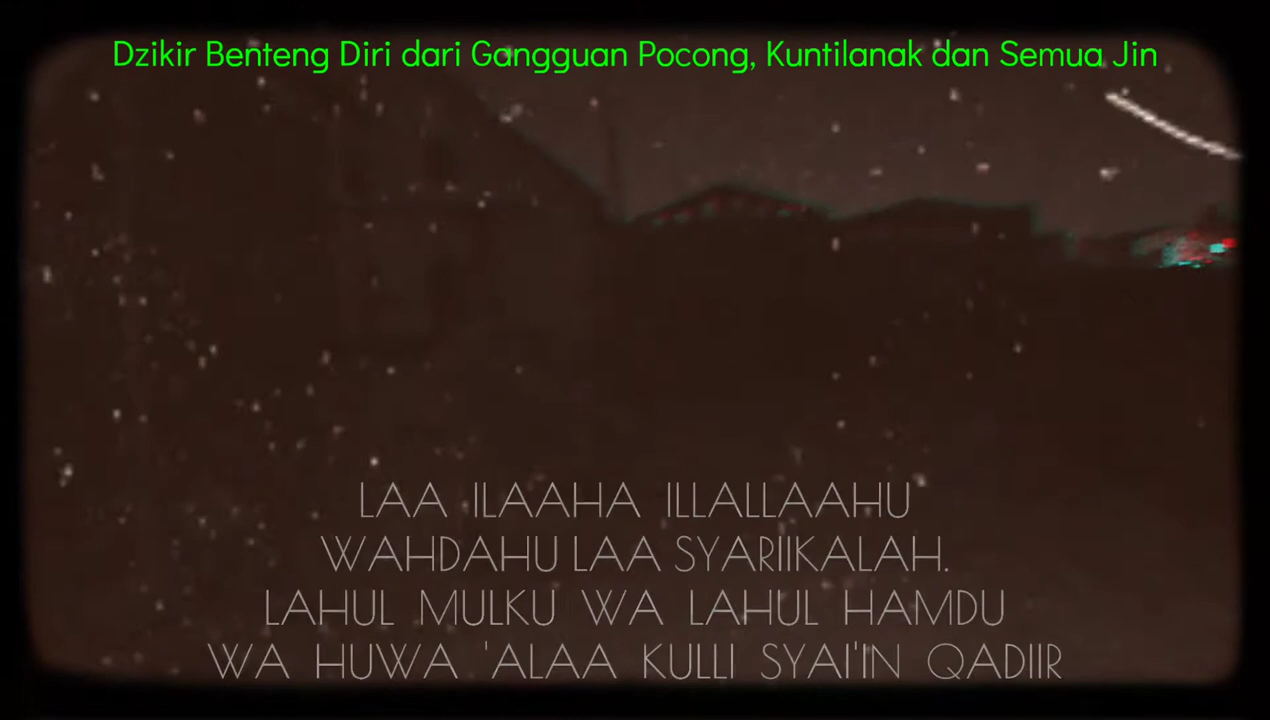 Dzikir Benteng Diri dari Gangguan Pocong, Kuntilanak dan Semua Jin
LAA ILAAHA ILLALLAAHU
WAHDAHU LAA SYARIIKALAH.
LAHUL MULKU WA LAHUL HAMDU
WA HUWA 'ALAA KULLI SYAI'IN QADIIR